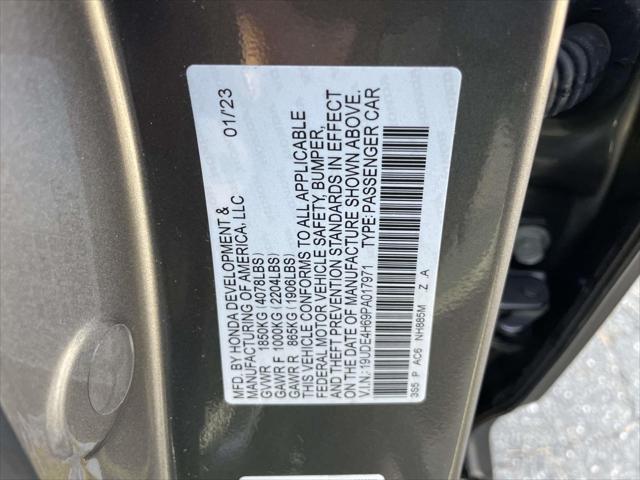 MFD. BY HONDA DEVELOPMENT &
MANUFACTURING OF AMERICA, LLC 01/'23
GVWR 1850KG (4078LBS)
GAWR F 1000KG (2204LBS)
GAWR R 865KG (1906LBS)
THIS VEHICLE CONFORMS TO ALL APPLICABLE
FEDERAL MOTOR VEHICLE SAFETY, BUMPER,
AND THEFT PREVENTION STANDARDS IN EFFECT
ON THE DATE OF MANUFACTURE SHOWN ABOVE.
V.I.N.: 19UDE4H69PA017971 TYPE: PASSENGER CAR
3S5 P AC6 NH885M Z A